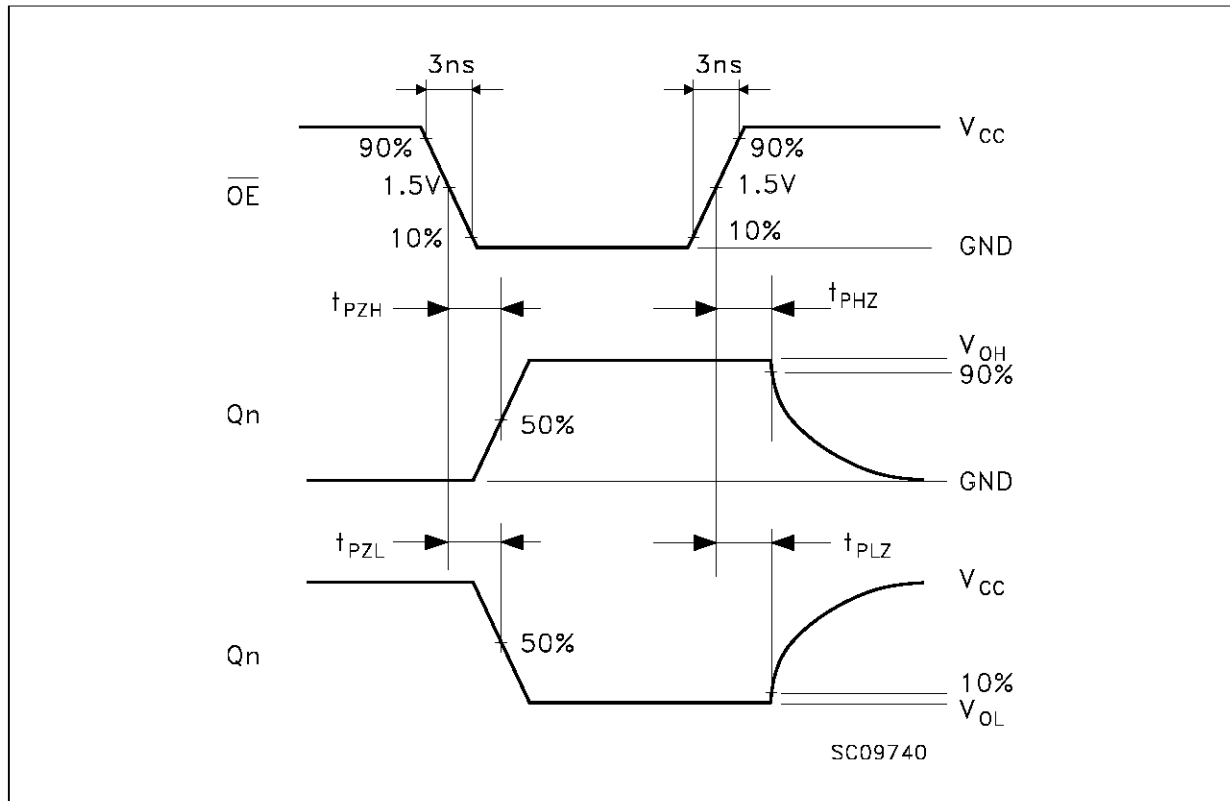 3ns 3ns
V_CC
90% 90%
OE 1.5V 1.5V
10% 10%
GND
t_PZH t_PHZ
V_OH
90%
Qn 50%
GND
t_PZL t_PLZ
V_CC
Qn 50%
10%
V_OL
SC09740